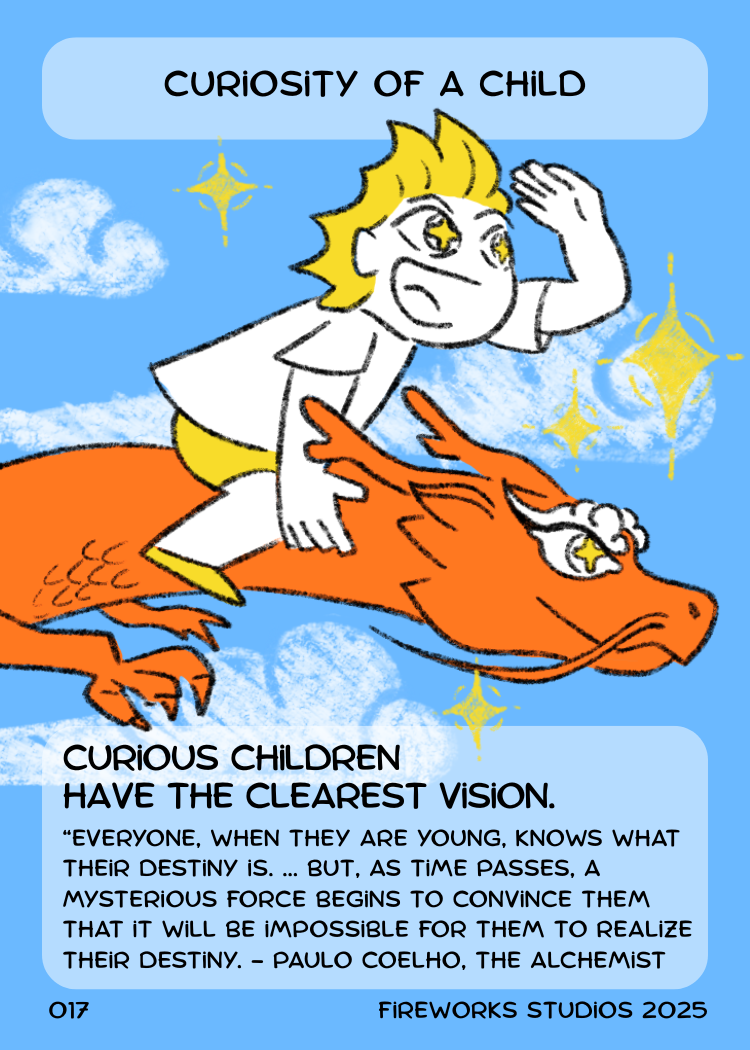 CURiOSiTY OF A CHiLD
CURiOUS CHiLDREN
HAVE THE CLEAREST ViSiON.
“EVERYONE, WHEN THEY ARE YOUNG, KNOWS WHAT
THEiR DESTiNY iS. ... BUT, AS TiME PASSES, A
MYSTERiOUS FORCE BEGiNS TO CONViNCE THEM
THAT iT WiLL BE iMPOSSiBLE FOR THEM TO REALiZE
THEiR DESTiNY. – PAULO COELHO, THE ALCHEMiST
017
FiREWORKS STUDiOS 2025